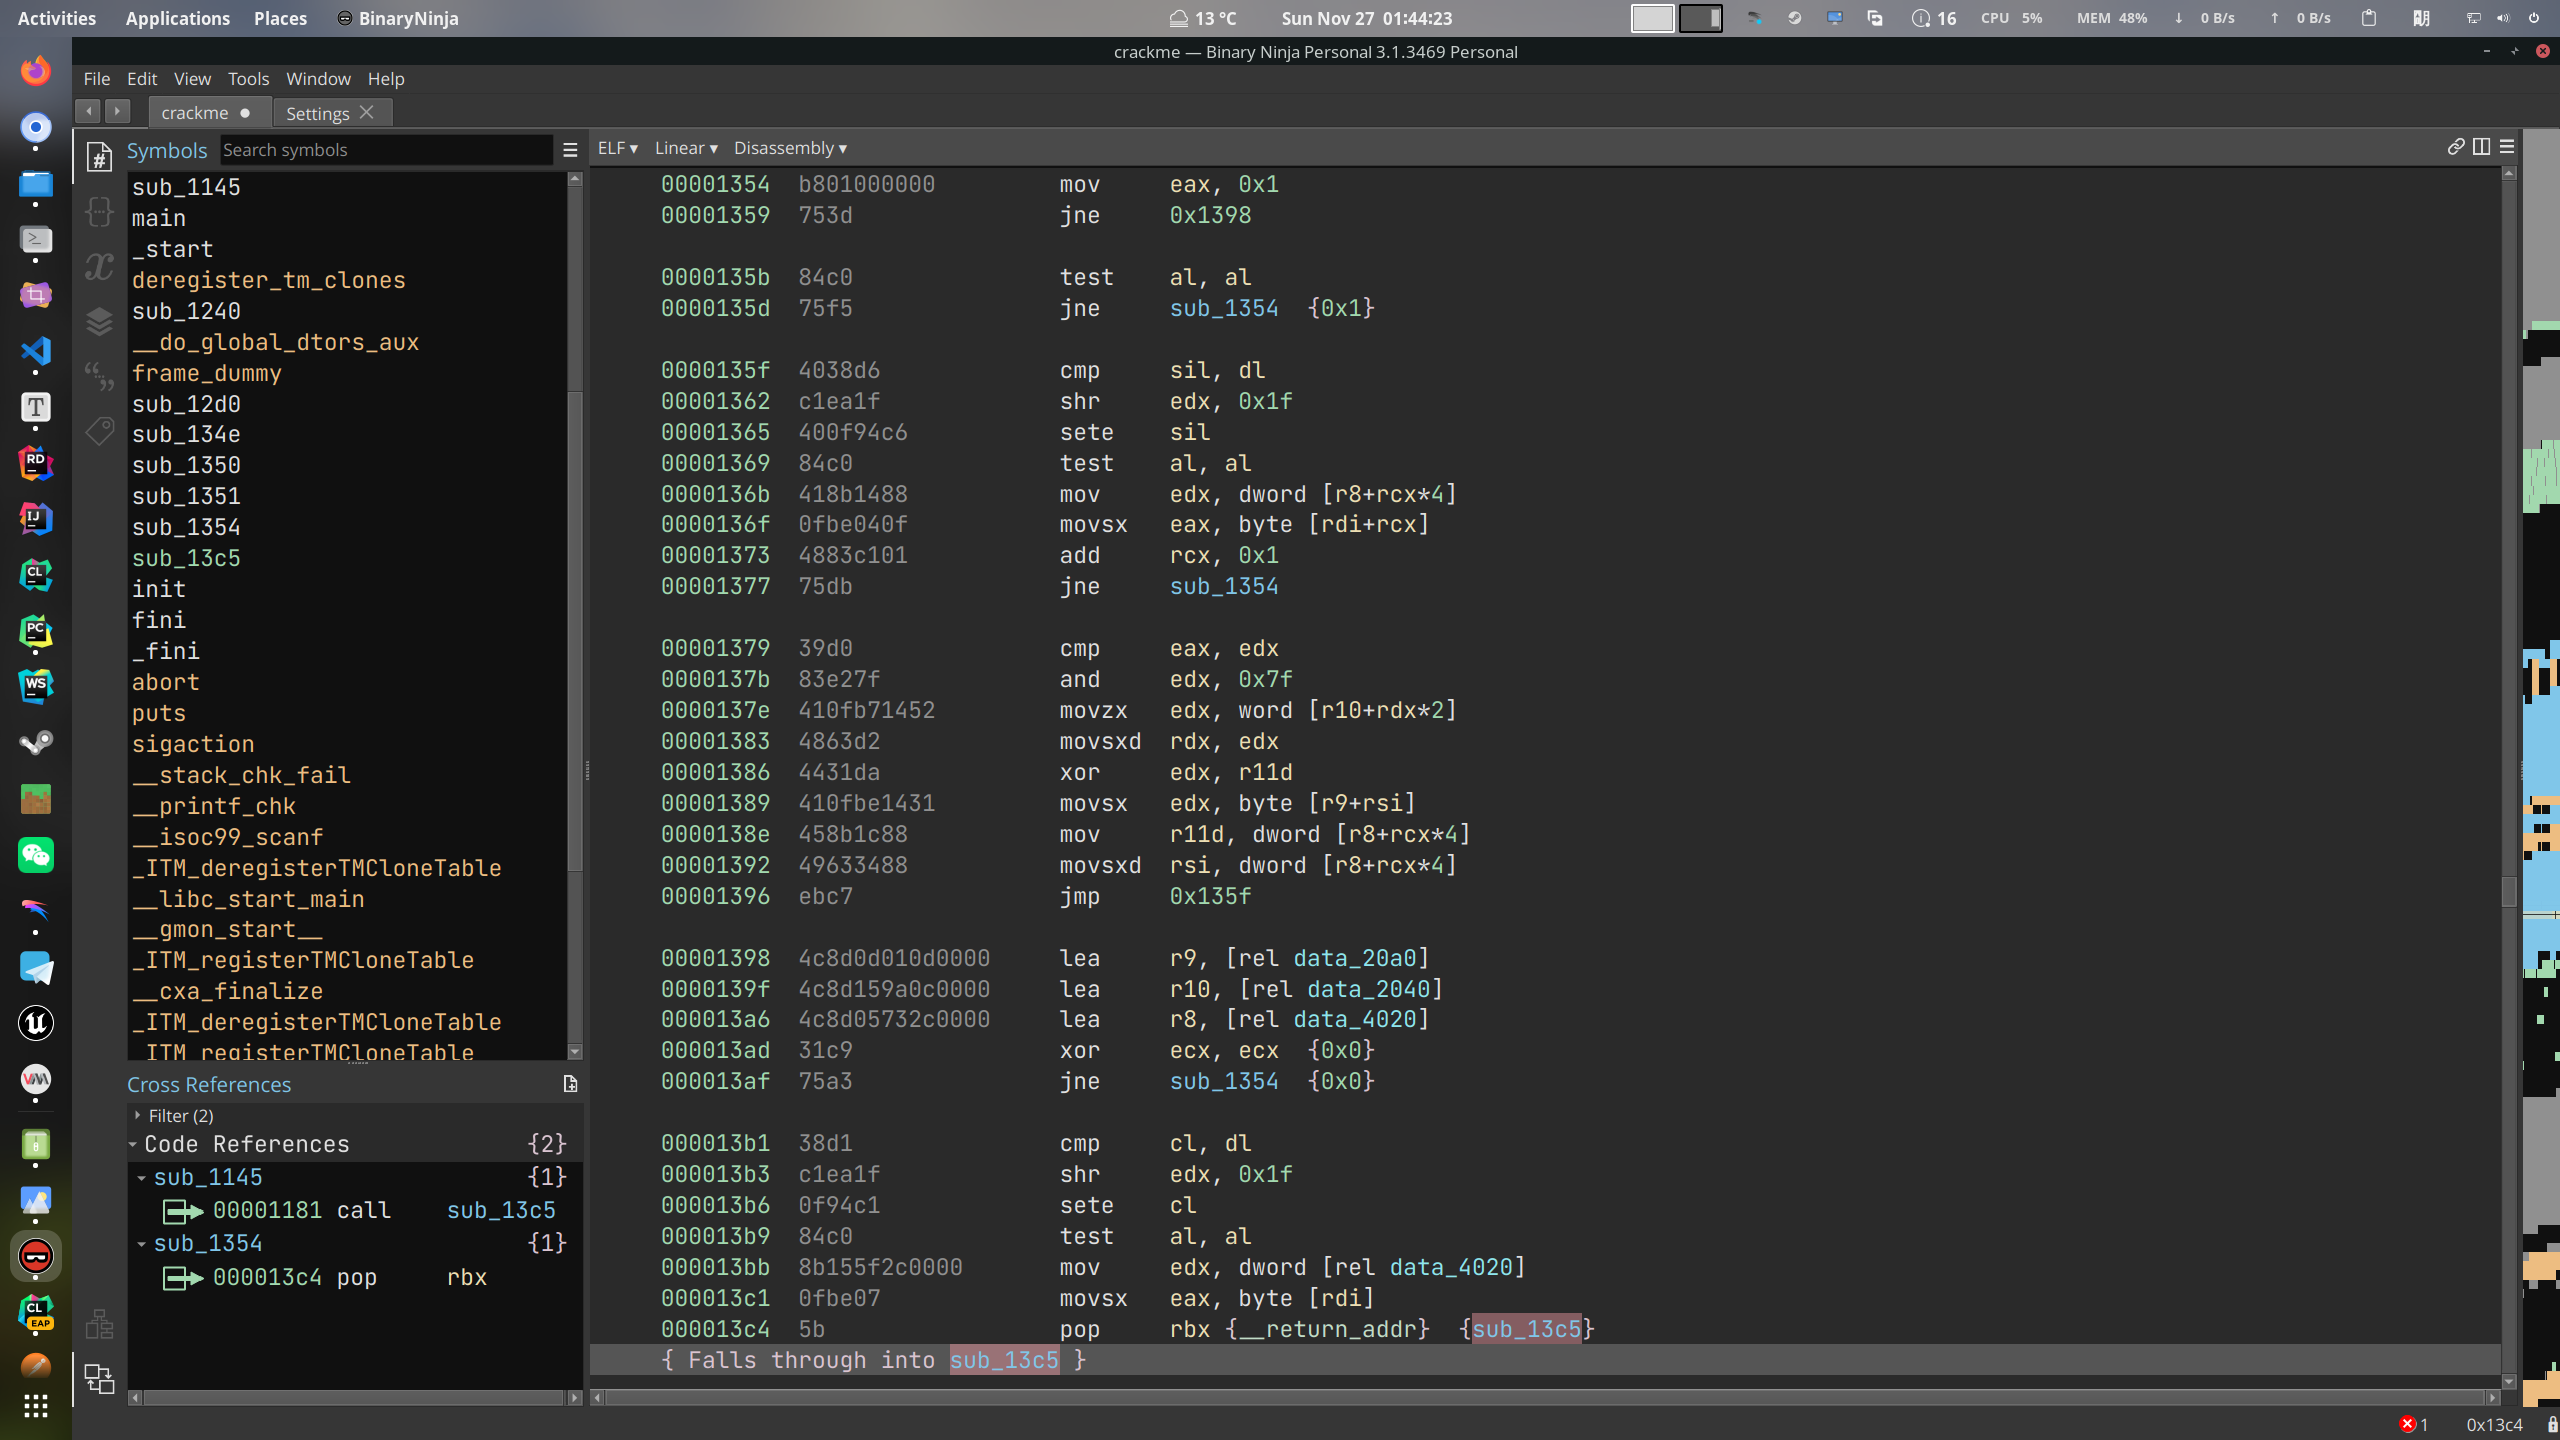 Activities Applications Places BinaryNinja 13 °C Sun Nov 27 01:44:23 16 CPU 5% MEM 48% ↓ 0 B/s ↑ 0 B/s
crackme — Binary Ninja Personal 3.1.3469 Personal
File Edit View Tools Window Help
crackme ● Settings
Symbols Search symbols
ELF ▾ Linear ▾ Disassembly ▾
sub_1145
main
_start
deregister_tm_clones
sub_1240
__do_global_dtors_aux
frame_dummy
sub_12d0
sub_134e
sub_1350
sub_1351
sub_1354
sub_13c5
init
fini
_fini
abort
puts
sigaction
__stack_chk_fail
__printf_chk
__isoc99_scanf
_ITM_deregisterTMCloneTable
__libc_start_main
__gmon_start__
_ITM_registerTMCloneTable
__cxa_finalize
_ITM_deregisterTMCloneTable
_ITM_registerTMCloneTable
Cross References
Filter (2)
Code References {2}
sub_1145 {1}
00001181 call sub_13c5
sub_1354 {1}
000013c4 pop rbx
00001354 b801000000 mov eax, 0x1
00001359 753d jne 0x1398
0000135b 84c0 test al, al
0000135d 75f5 jne sub_1354 {0x1}
0000135f 4038d6 cmp sil, dl
00001362 c1ea1f shr edx, 0x1f
00001365 400f94c6 sete sil
00001369 84c0 test al, al
0000136b 418b1488 mov edx, dword [r8+rcx*4]
0000136f 0fbe040f movsx eax, byte [rdi+rcx]
00001373 4883c101 add rcx, 0x1
00001377 75db jne sub_1354
00001379 39d0 cmp eax, edx
0000137b 83e27f and edx, 0x7f
0000137e 410fb71452 movzx edx, word [r10+rdx*2]
00001383 4863d2 movsxd rdx, edx
00001386 4431da xor edx, r11d
00001389 410fbe1431 movsx edx, byte [r9+rsi]
0000138e 458b1c88 mov r11d, dword [r8+rcx*4]
00001392 49633488 movsxd rsi, dword [r8+rcx*4]
00001396 ebc7 jmp 0x135f
00001398 4c8d0d010d0000 lea r9, [rel data_20a0]
0000139f 4c8d159a0c0000 lea r10, [rel data_2040]
000013a6 4c8d05732c0000 lea r8, [rel data_4020]
000013ad 31c9 xor ecx, ecx {0x0}
000013af 75a3 jne sub_1354 {0x0}
000013b1 38d1 cmp cl, dl
000013b3 c1ea1f shr edx, 0x1f
000013b6 0f94c1 sete cl
000013b9 84c0 test al, al
000013bb 8b155f2c0000 mov edx, dword [rel data_4020]
000013c1 0fbe07 movsx eax, byte [rdi]
000013c4 5b pop rbx {__return_addr} {sub_13c5}
{ Falls through into sub_13c5 }
1 0x13c4
RD
IJ
CL
PC
WS
CL
EAP